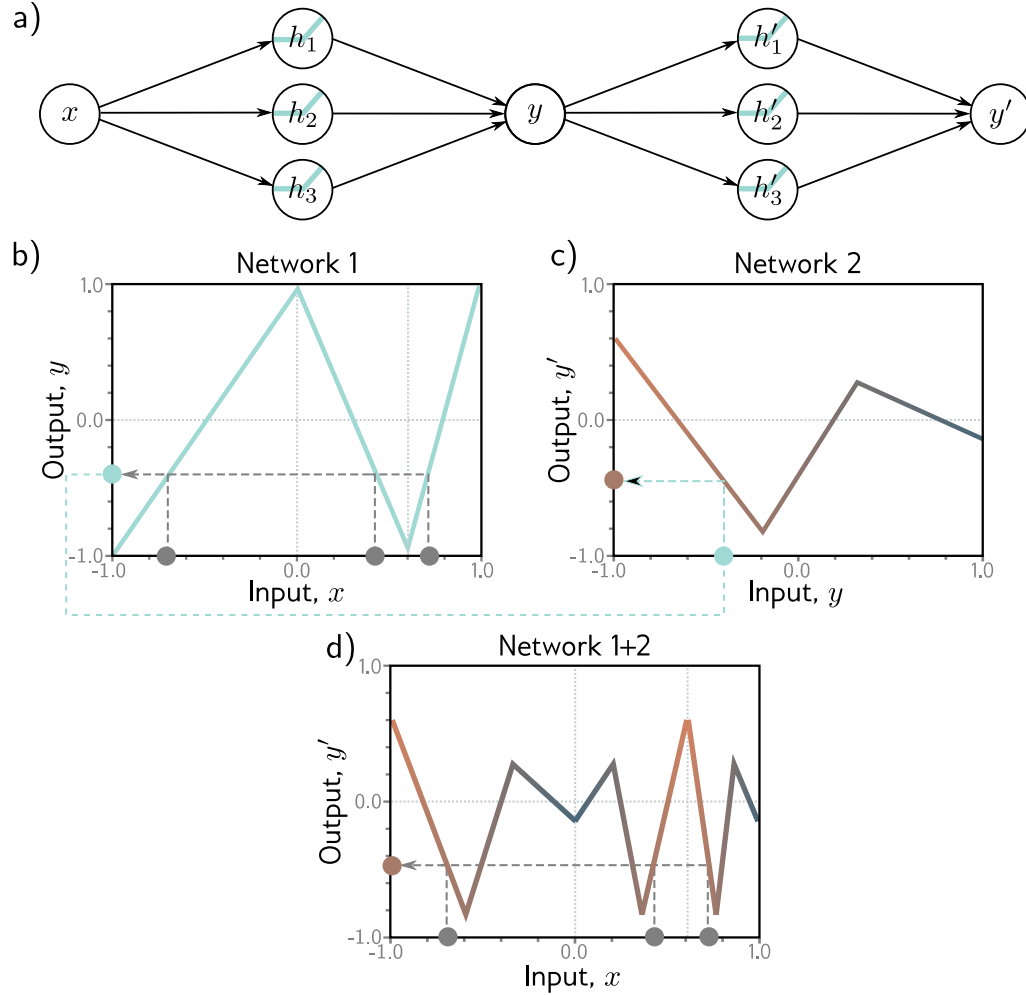 a)
h₁ h′₁
x h₂ y h′₂ y′
h₃ h′₃
b) Network 1 c) Network 2
1.0 1.0
Output, y Output, y′
0.0 0.0
-1.0 -1.0
-1.0 0.0 1.0 -1.0 0.0 1.0
Input, x Input, y
d) Network 1+2
1.0
Output, y′
0.0
-1.0
-1.0 0.0 1.0
Input, x